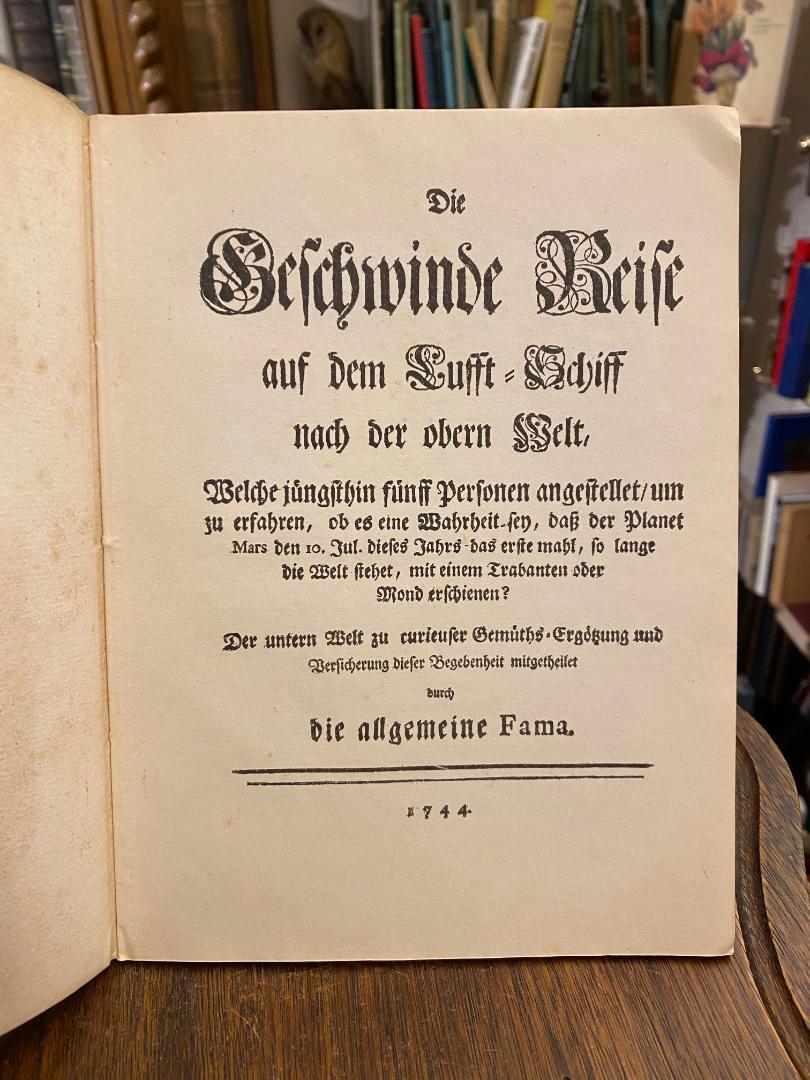 Die
Geschwinde Reise
auf dem Lufft-Schiff
nach der obern Welt,
Welche jüngsthin fünff Personen angestellet/ um
zu erfahren, ob es eine Wahrheit sey, daß der Planet
Mars den 10. Jul. dieses Jahrs das erste mahl, so lange
die Welt stehet, mit einem Trabanten oder
Mond erschienen?
Der untern Welt zu curieuser Gemüths-Ergötzung und
Versicherung dieser Begebenheit mitgetheilet
durch
die allgemeine Fama.
1744.